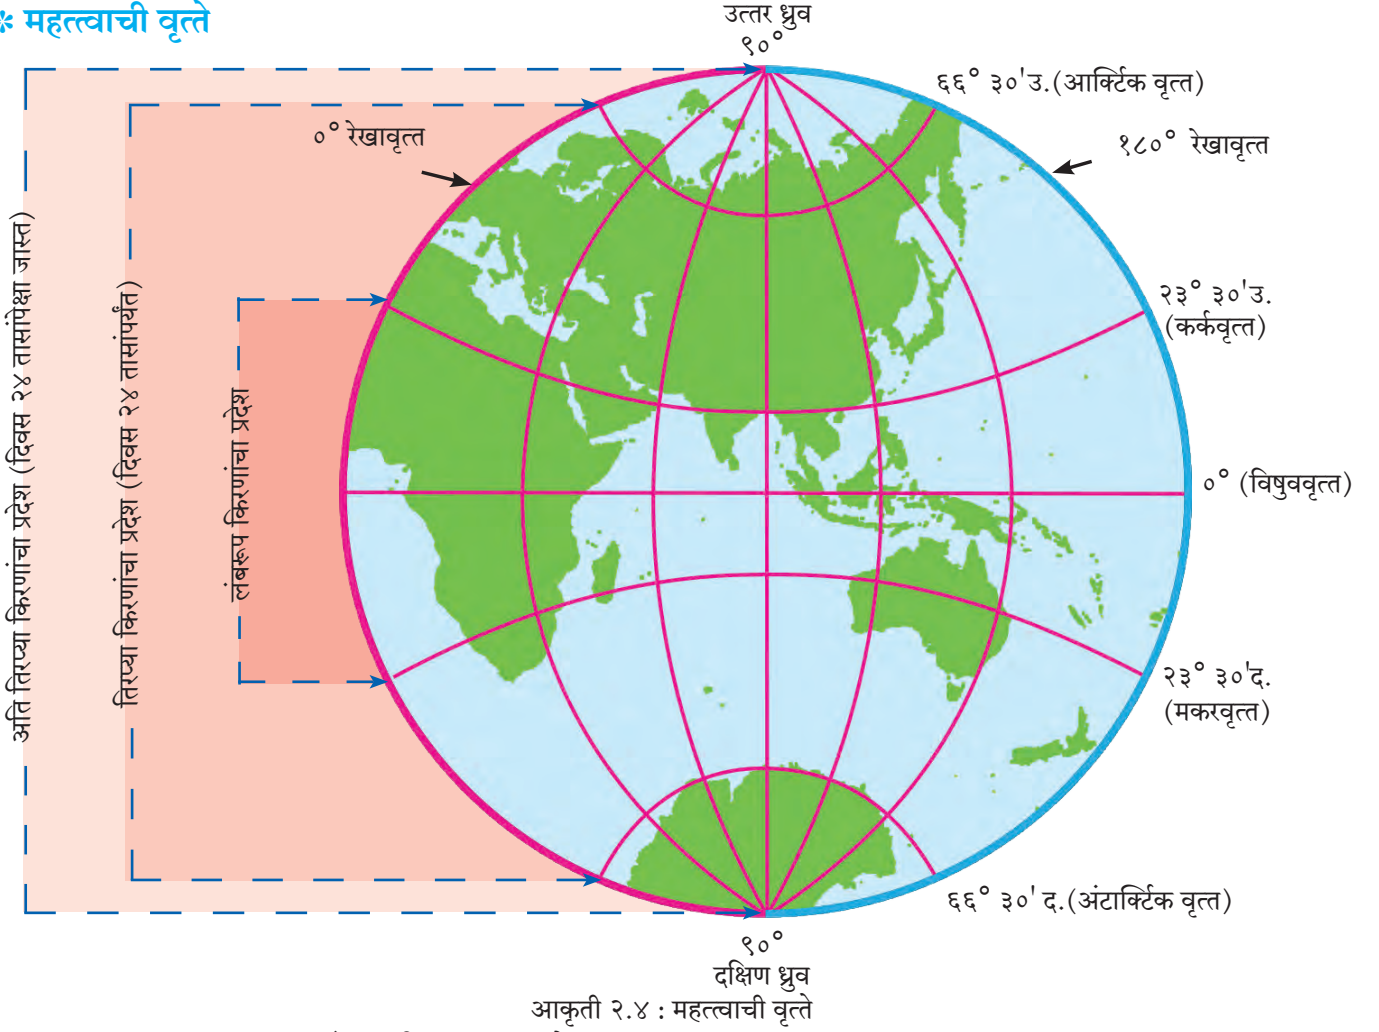 * महत्त्वाची वृत्ते
उत्तर ध्रुव
९०°
६६° ३०'उ.(आर्क्टिक वृत्त)
०° रेखावृत्त
१८०° रेखावृत्त
अति तिरप्या किरणांचा प्रदेश (दिवस २४ तासांपेक्षा जास्त)
तिरप्या किरणांचा प्रदेश (दिवस २४ तासांपर्यंत)
लंबरूप किरणांचा प्रदेश
२३° ३०'उ.
(कर्कवृत्त)
०° (विषुववृत्त)
२३° ३०'द.
(मकरवृत्त)
६६° ३०' द.(अंटार्क्टिक वृत्त)
९०°
दक्षिण ध्रुव
आकृती २.४ : महत्त्वाची वृत्ते